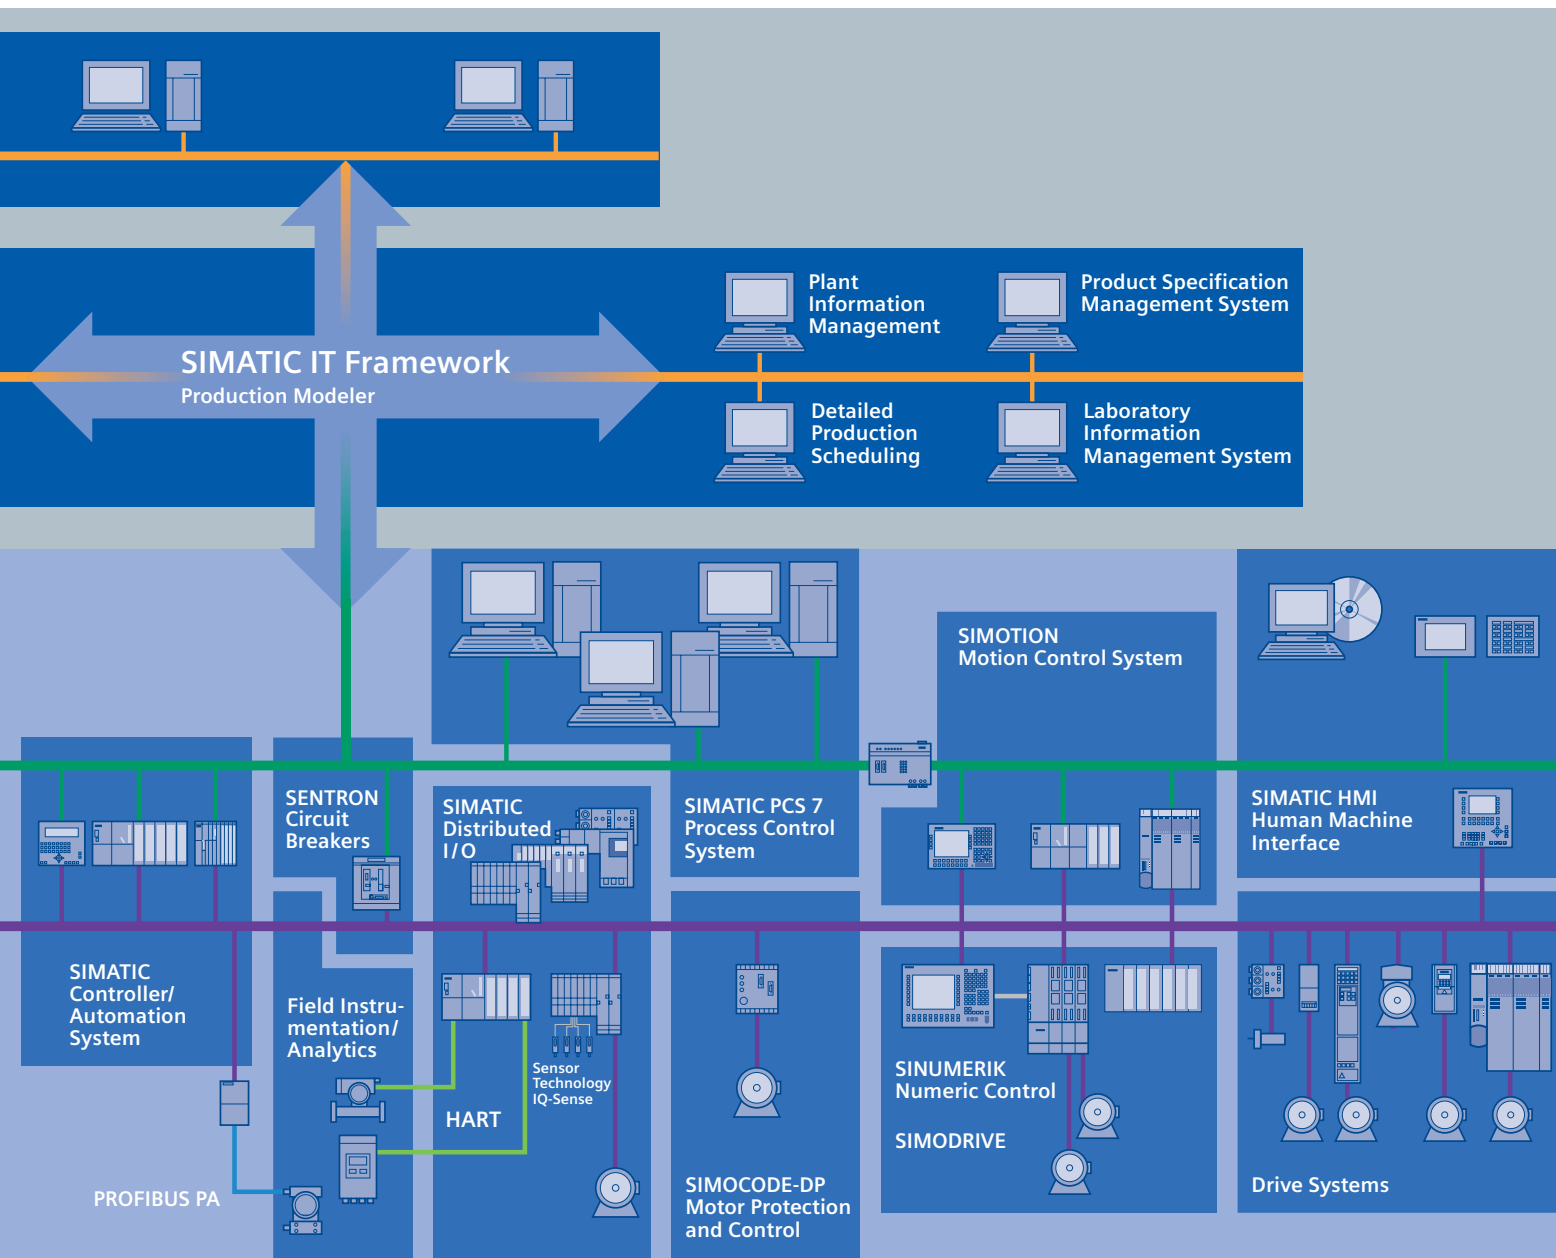 Plant
Information
Management
Product Specification
Management System
SIMATIC IT Framework
Production Modeler
Detailed
Production
Scheduling
Laboratory
Information
Management System
SIMOTION
Motion Control System
SENTRON
Circuit
Breakers
SIMATIC
Distributed
I/O
SIMATIC PCS 7
Process Control
System
SIMATIC HMI
Human Machine
Interface
SIMATIC
Controller/
Automation
System
Field Instru-
mentation/
Analytics
Sensor
Technology
IQ-Sense
HART
SINUMERIK
Numeric Control
SIMODRIVE
PROFIBUS PA
SIMOCODE-DP
Motor Protection
and Control
Drive Systems